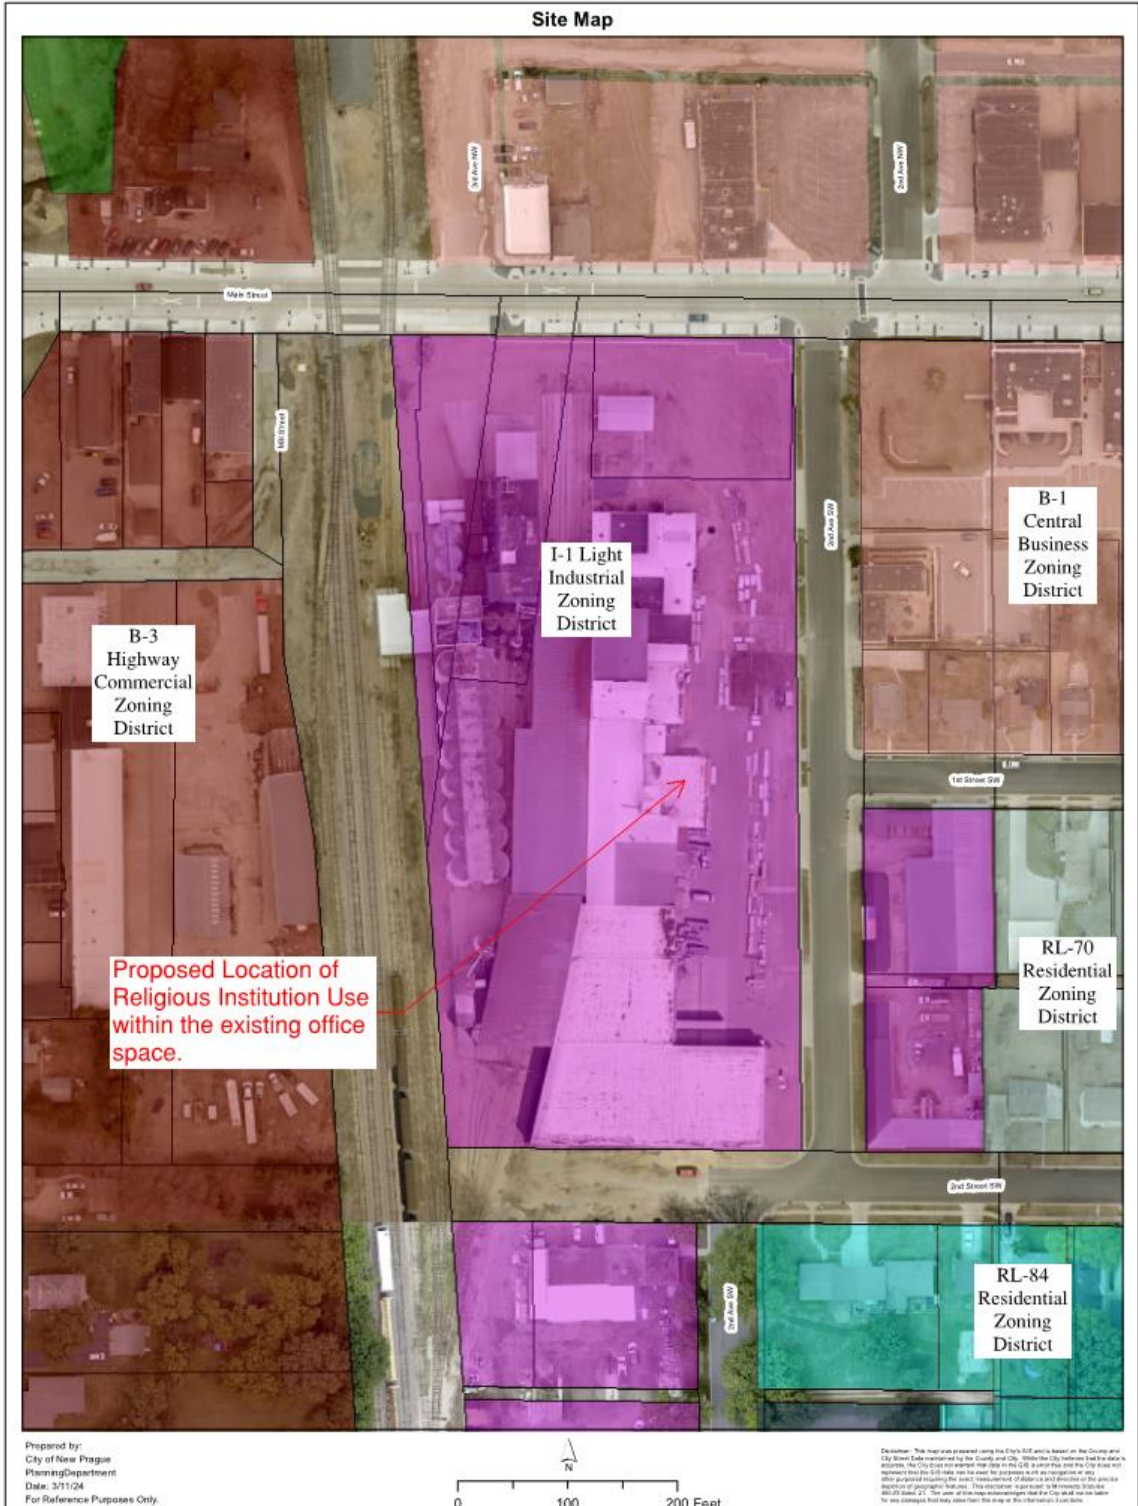 Site Map
3rd Ave NW
2nd Ave NW
Main Street
Mill Street
2nd Ave SW
B-1
Central
Business
Zoning
District
I-1 Light
Industrial
Zoning
District
B-3
Highway
Commercial
Zoning
District
1st Street SW
Proposed Location of
Religious Institution Use
within the existing office
space.
RL-70
Residential
Zoning
District
2nd Street SW
2nd Ave SW
RL-84
Residential
Zoning
District
Prepared by:
City of New Prague
PlanningDepartment
Date: 3/11/24
For Reference Purposes Only.
N
0 100 200 Feet